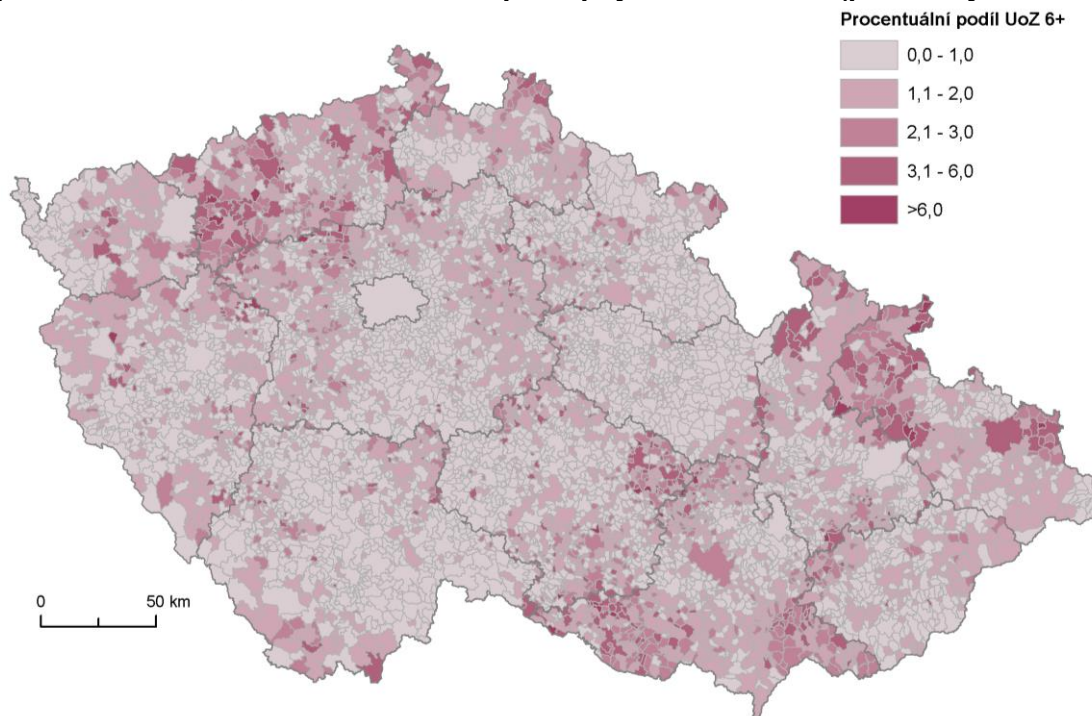 Procentuální podíl UoZ 6+
0,0 - 1,0
1,1 - 2,0
2,1 - 3,0
3,1 - 6,0
>6,0
0 50 km